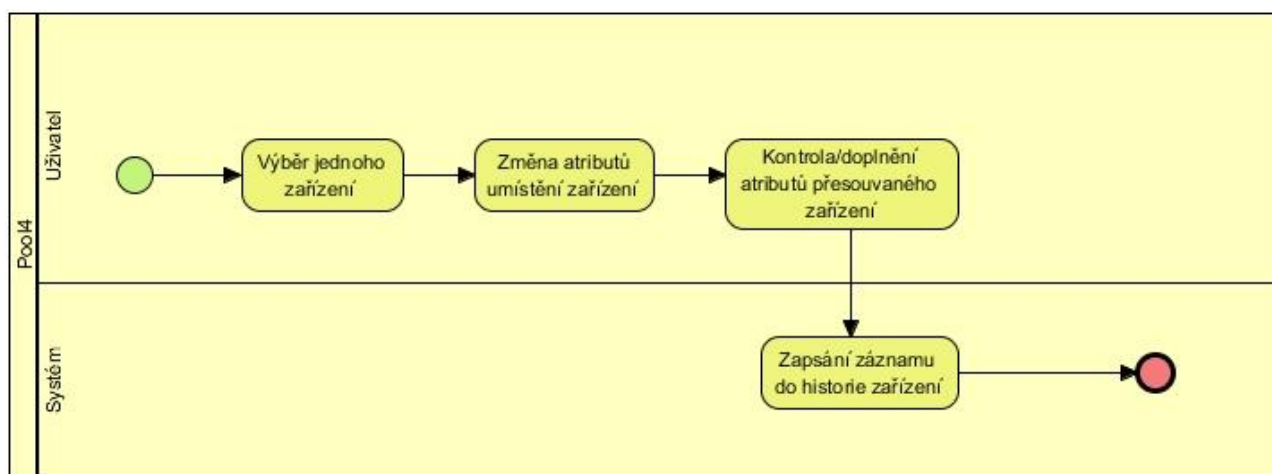 Pool4
Uživatel
Výběr jednoho
zařízení
Změna atributů
umístění zařízení
Kontrola/doplnění
atributů přesouvaného
zařízení
Systém
Zapsání záznamu
do historie zařízení